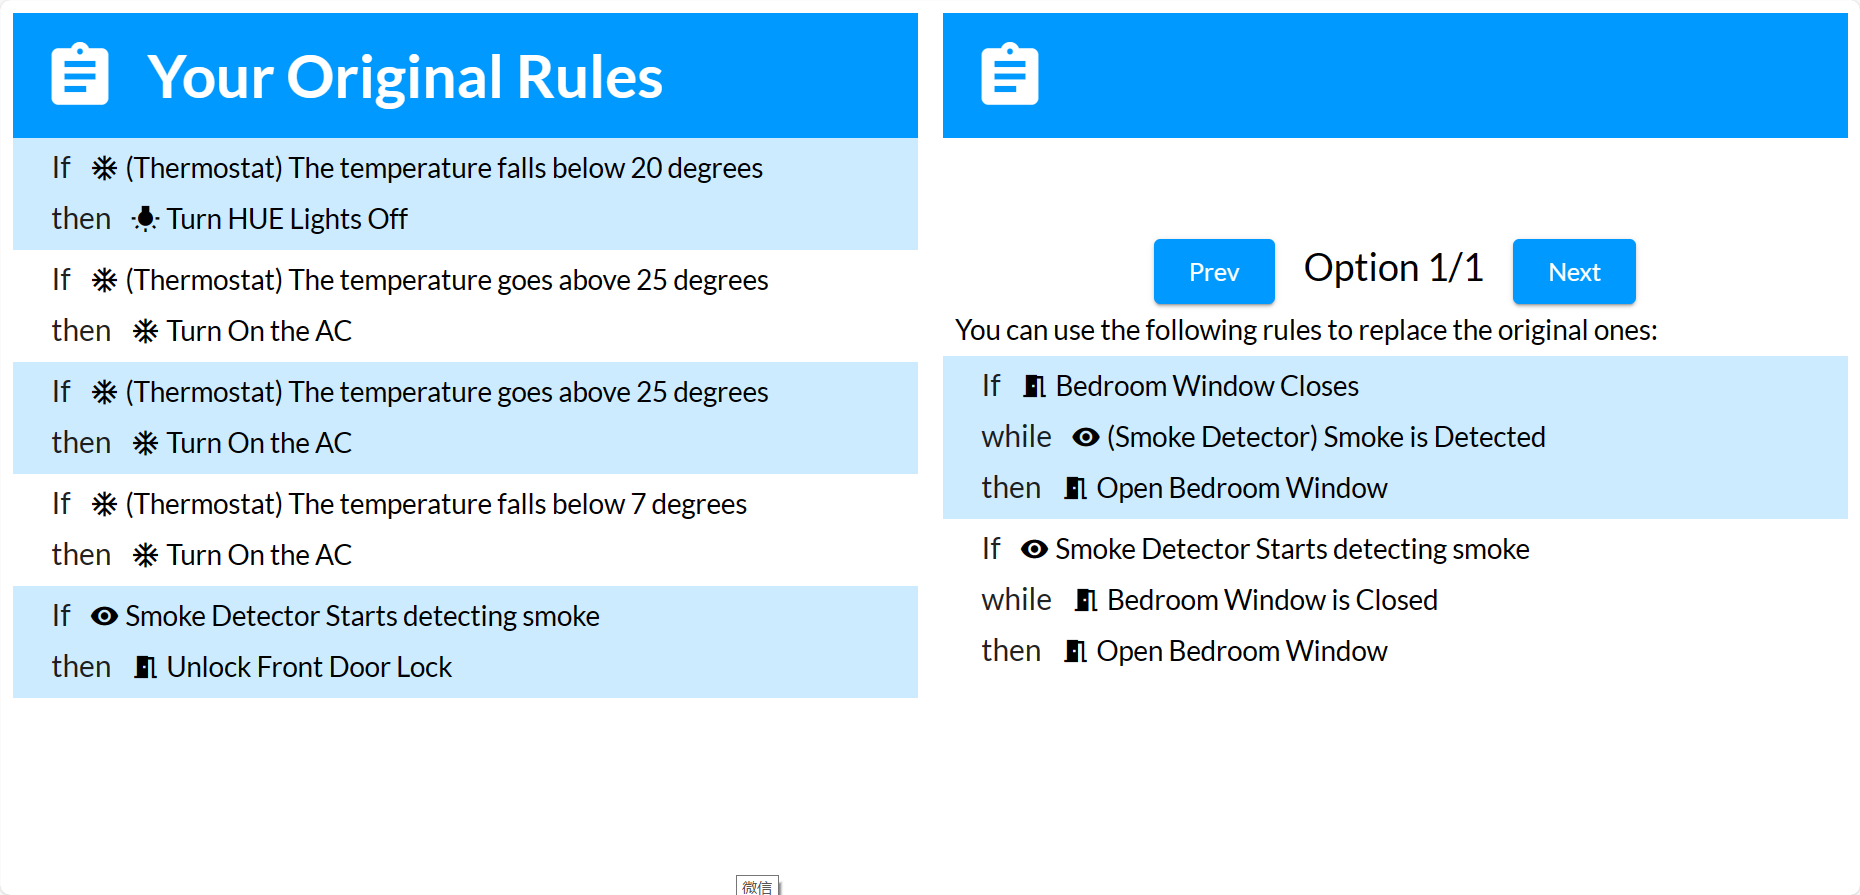 Your Original Rules
If (Thermostat) The temperature falls below 20 degrees
then Turn HUE Lights Off
If (Thermostat) The temperature goes above 25 degrees
then Turn On the AC
If (Thermostat) The temperature goes above 25 degrees
then Turn On the AC
If (Thermostat) The temperature falls below 7 degrees
then Turn On the AC
If Smoke Detector Starts detecting smoke
then Unlock Front Door Lock
Prev Option 1/1 Next
You can use the following rules to replace the original ones:
If Bedroom Window Closes
while (Smoke Detector) Smoke is Detected
then Open Bedroom Window
If Smoke Detector Starts detecting smoke
while Bedroom Window is Closed
then Open Bedroom Window
微信